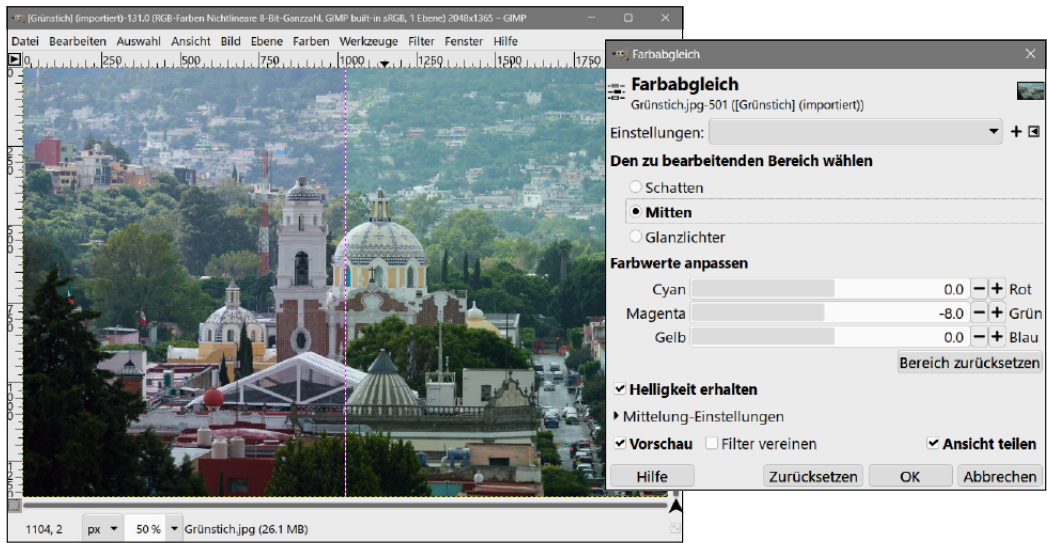 [Grünstich] (importiert)-131.0 (RGB-Farben Nichtlineare 8-Bit-Ganzzahl, GIMP built-in sRGB, 1 Ebene) 2048x1365 – GIMP
Datei Bearbeiten Auswahl Ansicht Bild Ebene Farben Werkzeuge Filter Fenster Hilfe
0 250 500 750 1000 1250 1500 1750
1104, 2 px 50 % Grünstich.jpg (26.1 MB)
Farbabgleich
Farbabgleich
Grünstich.jpg-501 ([Grünstich] (importiert))
Einstellungen:
Den zu bearbeitenden Bereich wählen
Schatten
Mitten
Glanzlichter
Farbwerte anpassen
Cyan 0.0 Rot
Magenta -8.0 Grün
Gelb 0.0 Blau
Bereich zurücksetzen
Helligkeit erhalten
Mittelung-Einstellungen
Vorschau Filter vereinen Ansicht teilen
Hilfe Zurücksetzen OK Abbrechen